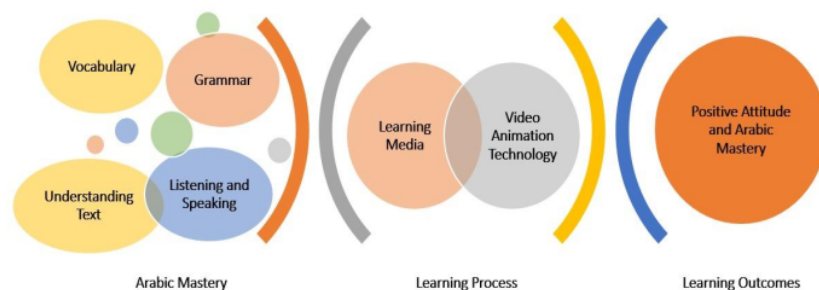 Vocabulary
Grammar
Understanding
Text
Listening and
Speaking
Arabic Mastery
Learning
Media
Video
Animation
Technology
Learning Process
Positive Attitude
and Arabic
Mastery
Learning Outcomes